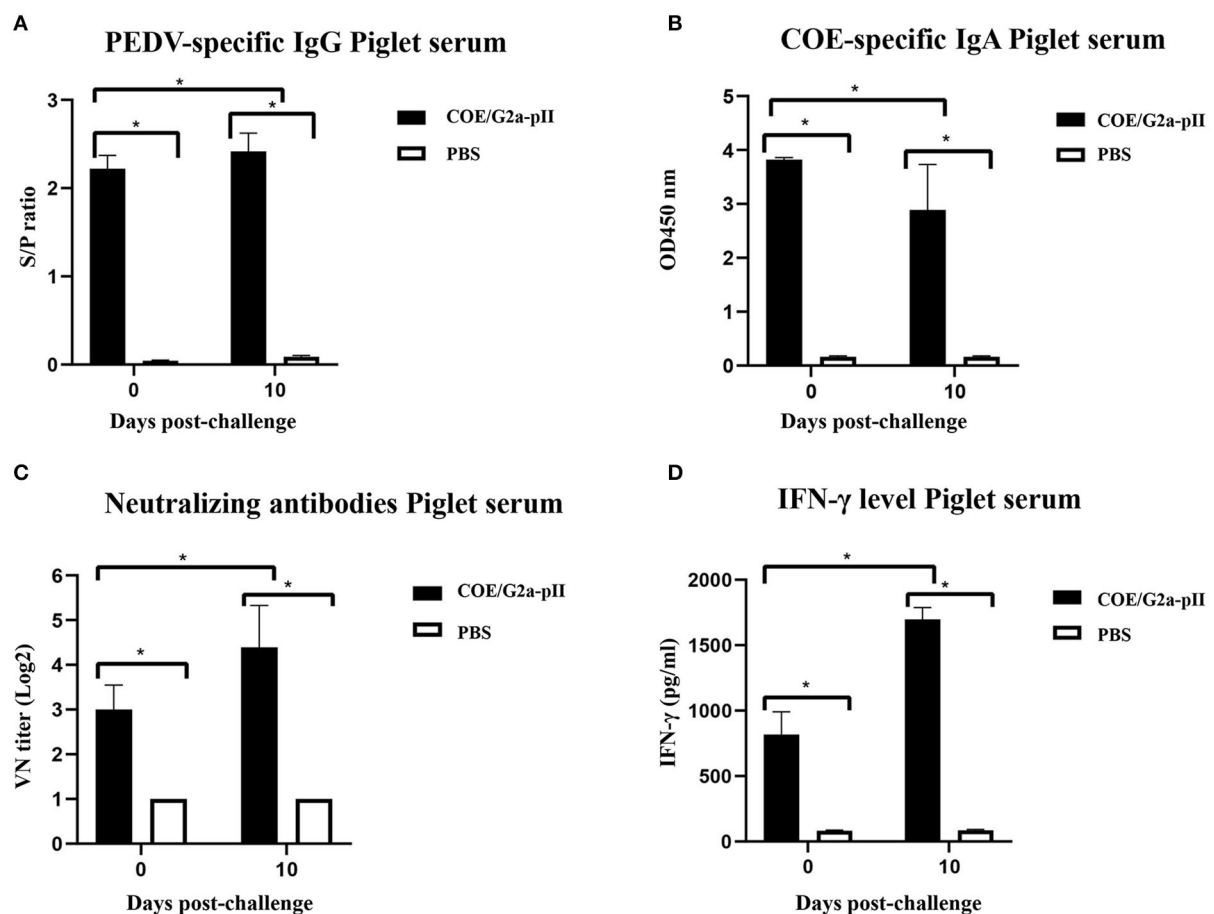 A
PEDV-specific IgG Piglet serum
*
*
*
3
2
1
0
S/P ratio
COE/G2a-pII
PBS
0
10
Days post-challenge
B
COE-specific IgA Piglet serum
*
*
*
5
4
3
2
1
0
OD450 nm
COE/G2a-pII
PBS
0
10
Days post-challenge
C
Neutralizing antibodies Piglet serum
*
*
*
6
5
4
3
2
1
0
VN titer (Log2)
COE/G2a-pII
PBS
0
10
Days post-challenge
D
IFN-γ level Piglet serum
*
*
*
2000
1500
1000
500
0
IFN-γ (pg/ml)
COE/G2a-pII
PBS
0
10
Days post-challenge